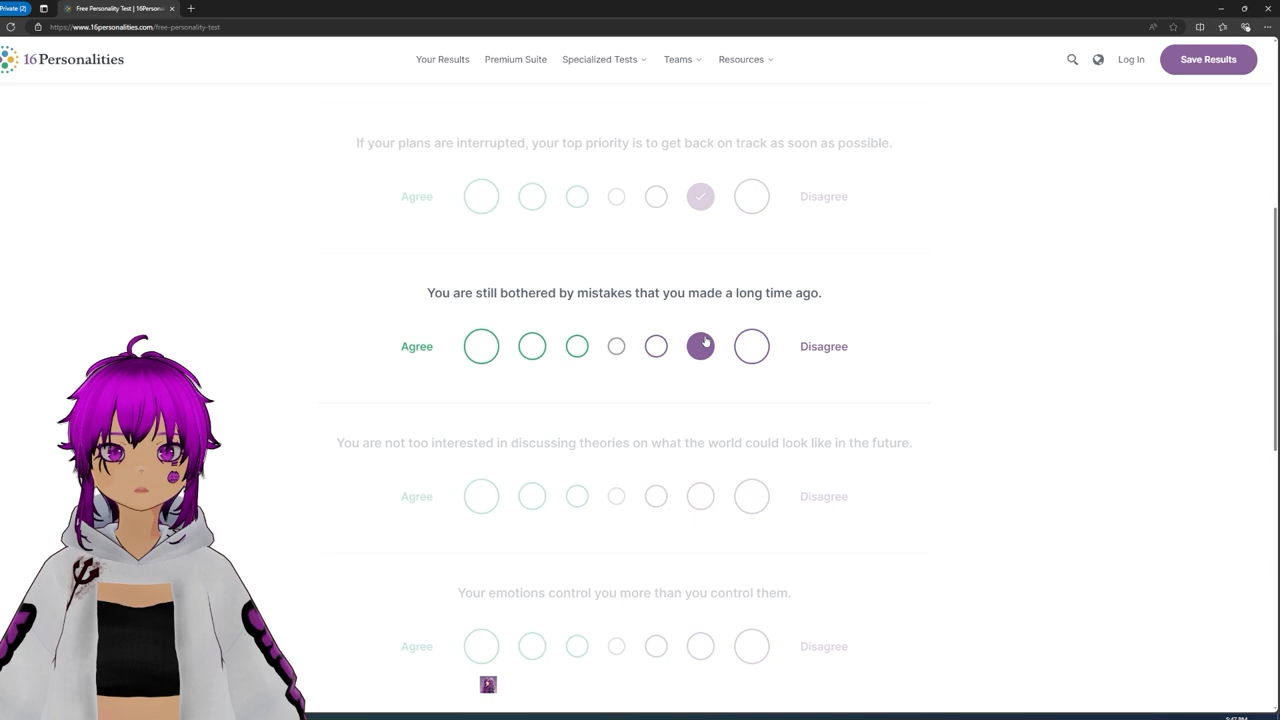 Private (2)
Free Personality Test | 16Person
https://www.16personalities.com/free-personality-test
16Personalities
Your Results
Premium Suite
Specialized Tests
Teams
Resources
Log In
Save Results
If your plans are interrupted, your top priority is to get back on track as soon as possible.
Agree
Disagree
You are still bothered by mistakes that you made a long time ago.
Agree
Disagree
You are not too interested in discussing theories on what the world could look like in the future.
Agree
Disagree
Your emotions control you more than you control them.
Agree
Disagree